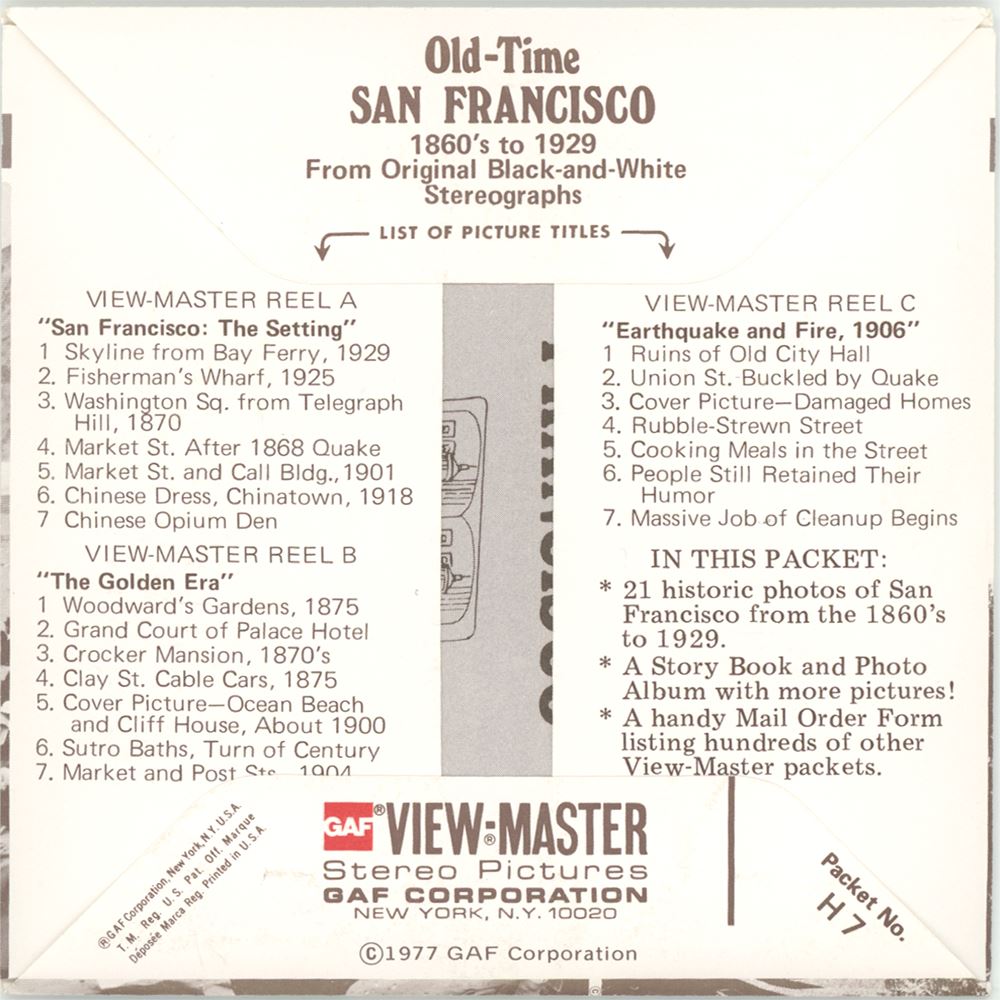 Old-Time
SAN FRANCISCO
1860's to 1929
From Original Black-and-White
Stereographs
LIST OF PICTURE TITLES
VIEW-MASTER REEL A
"San Francisco: The Setting"
1 Skyline from Bay Ferry, 1929
2. Fisherman's Wharf, 1925
3. Washington Sq. from Telegraph
Hill, 1870
4. Market St. After 1868 Quake
5. Market St. and Call Bldg., 1901
6. Chinese Dress, Chinatown, 1918
7 Chinese Opium Den
VIEW-MASTER REEL B
"The Golden Era"
1 Woodward's Gardens, 1875
2. Grand Court of Palace Hotel
3. Crocker Mansion, 1870's
4. Clay St. Cable Cars, 1875
5. Cover Picture—Ocean Beach
and Cliff House, About 1900
6. Sutro Baths, Turn of Century
7. Market and Post Sts. 1904
VIEW-MASTER REEL C
"Earthquake and Fire, 1906"
1 Ruins of Old City Hall
2. Union St. Buckled by Quake
3. Cover Picture—Damaged Homes
4. Rubble-Strewn Street
5. Cooking Meals in the Street
6. People Still Retained Their
Humor
7. Massive Job of Cleanup Begins
IN THIS PACKET:
* 21 historic photos of San
Francisco from the 1860's
to 1929.
* A Story Book and Photo
Album with more pictures!
* A handy Mail Order Form
listing hundreds of other
View-Master packets.
®GAF Corporation, New York, N.Y. U.S.A.
T.M. Reg. U.S. Pat. Off. Marque
Déposée Marca Reg. Printed in U.S.A.
GAF® VIEW-MASTER®
Stereo Pictures
GAF CORPORATION
NEW YORK, N.Y. 10020
©1977 GAF Corporation
Packet No.
H 7